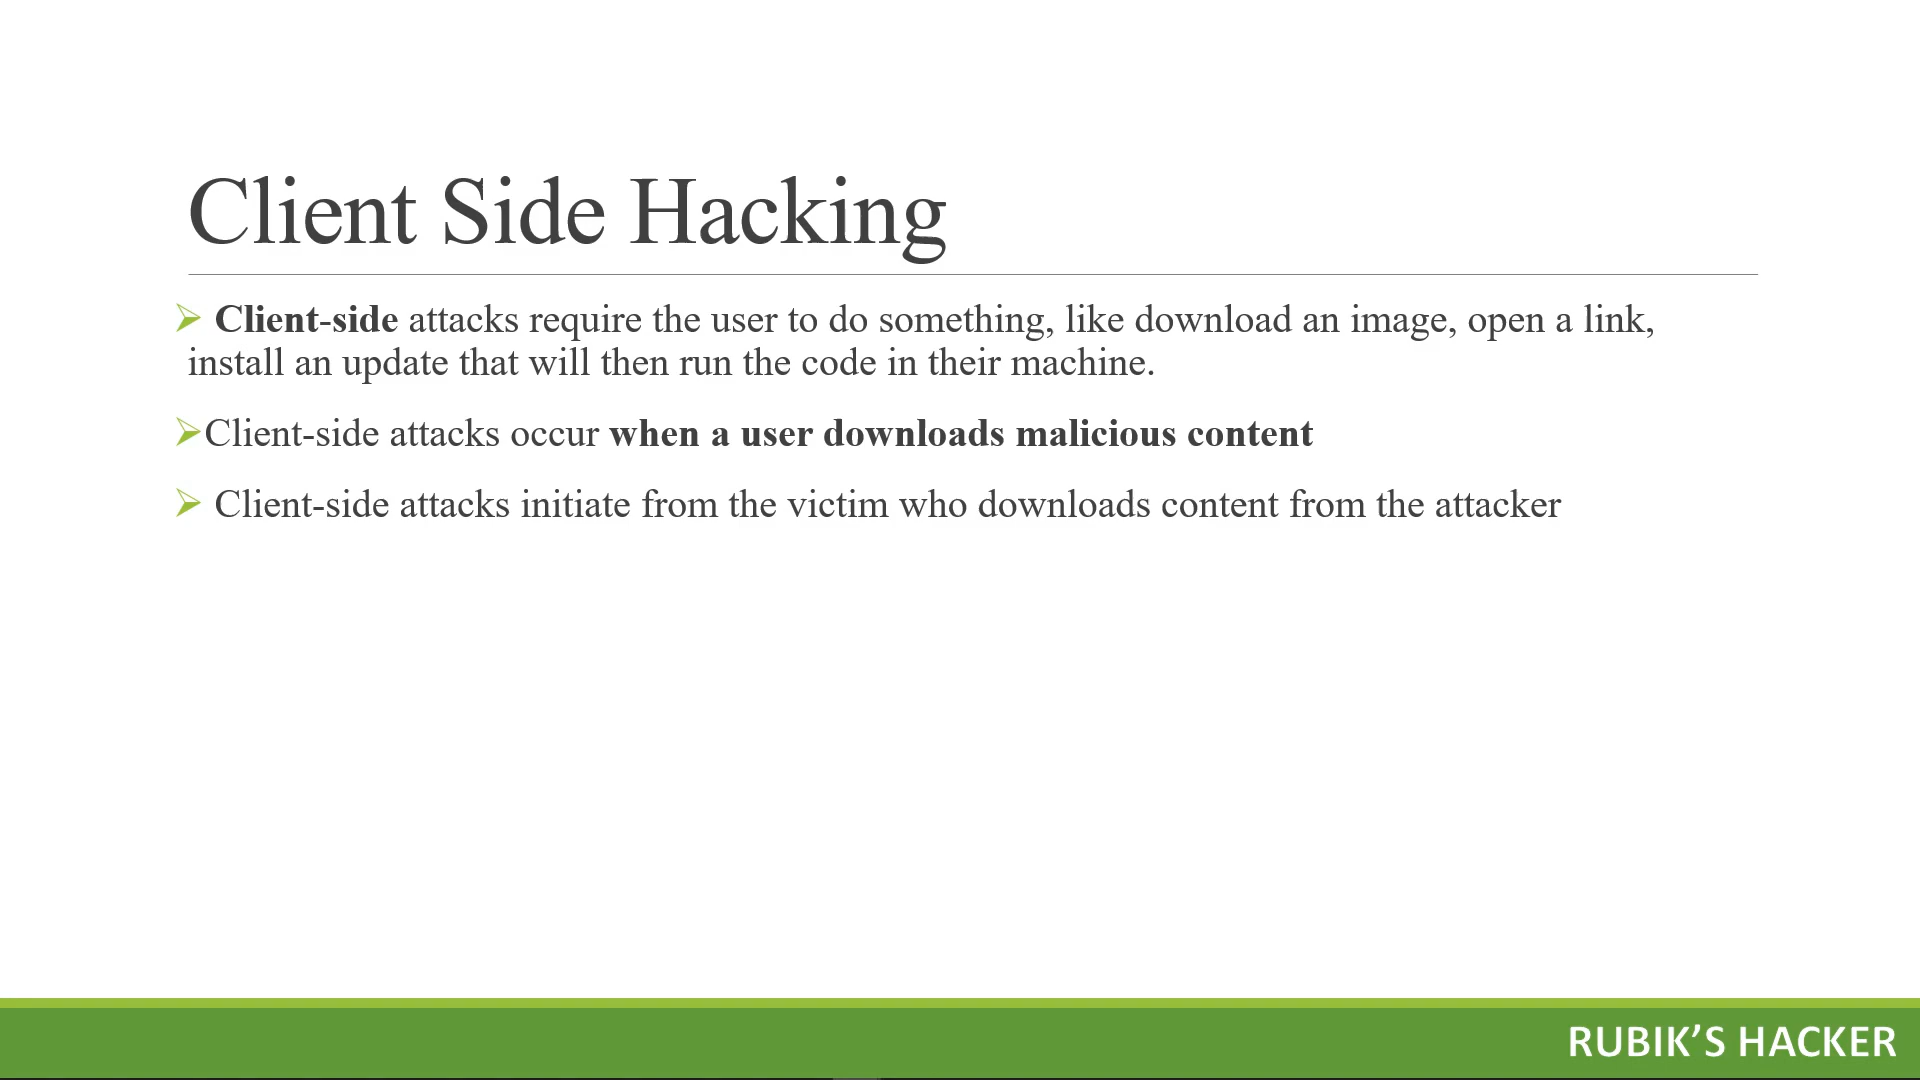 Client Side Hacking
➢ Client-side attacks require the user to do something, like download an image, open a link,
install an update that will then run the code in their machine.
➢Client-side attacks occur when a user downloads malicious content
➢ Client-side attacks initiate from the victim who downloads content from the attacker
RUBIK’S HACKER